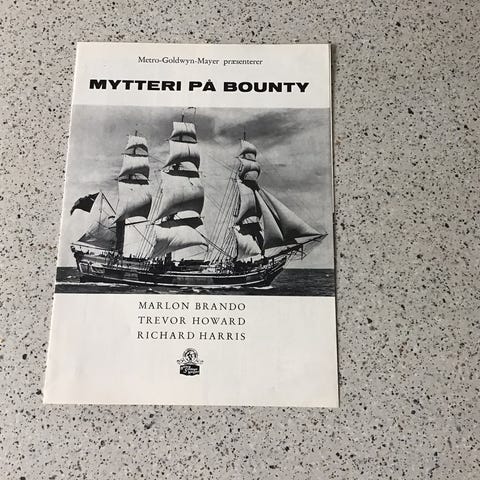 Metro-Goldwyn-Mayer præsenterer
MYTTERI PÅ BOUNTY
MARLON BRANDO
TREVOR HOWARD
RICHARD HARRIS